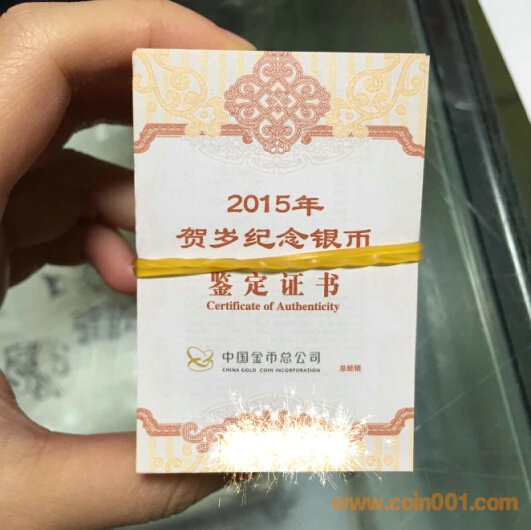 2015年
贺岁纪念银币
鉴定证书
Certificate of Authenticity
中国金币总公司
CHINA GOLD COIN INCORPORATION
总经销
www.coin001.com